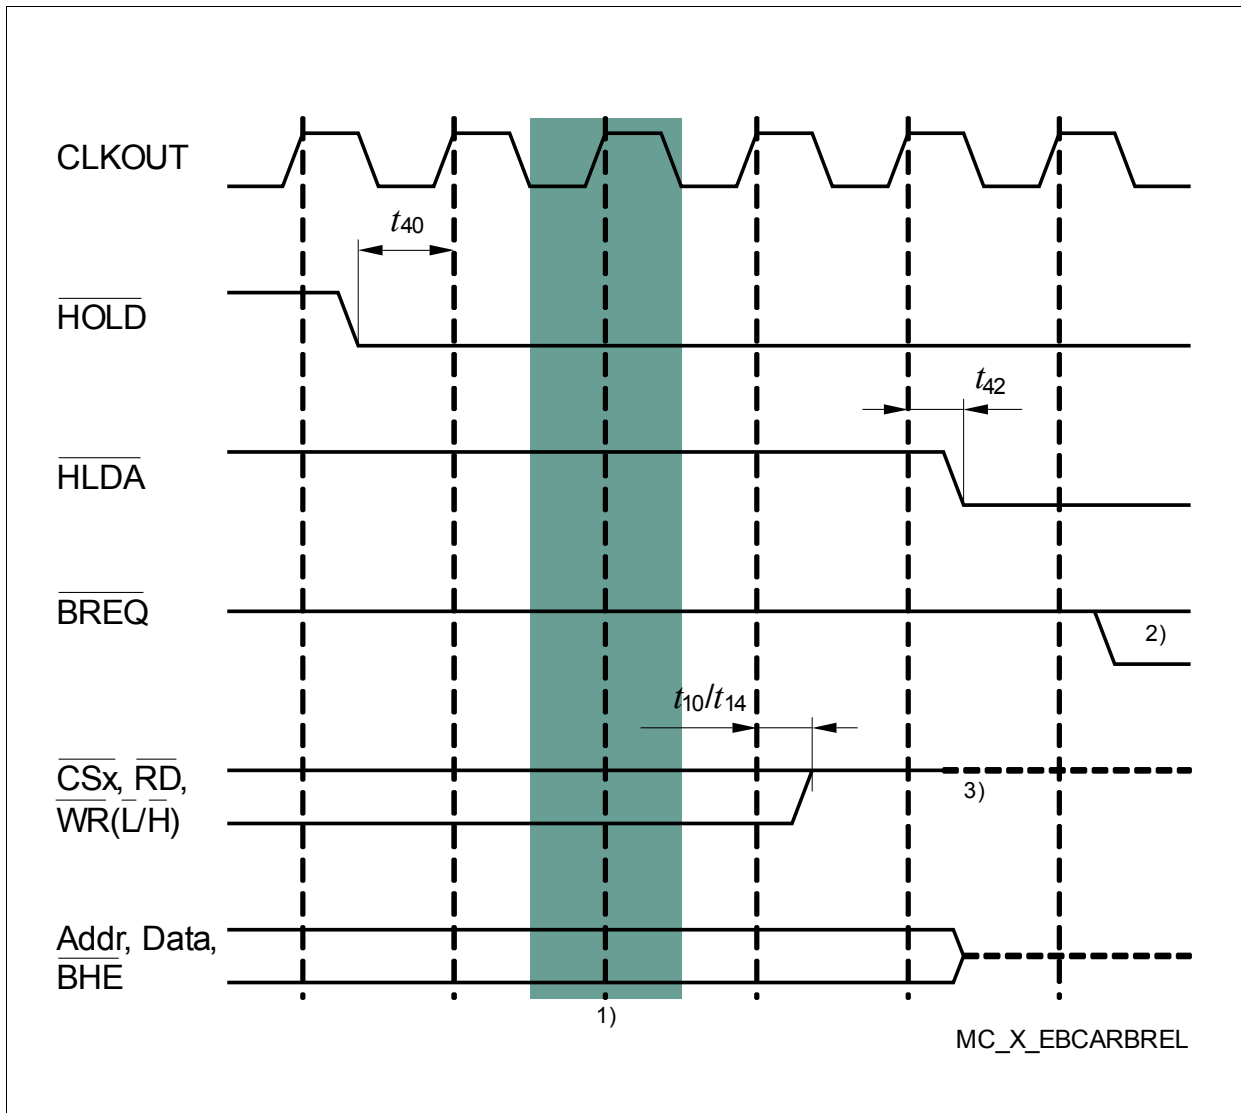 CLKOUT
t40
HOLD
t42
HLDA
BREQ
2)
t10/t14
CSx, RD,
3)
WR(L/H)
Addr, Data,
BHE
1)
MC_X_EBCARBREL